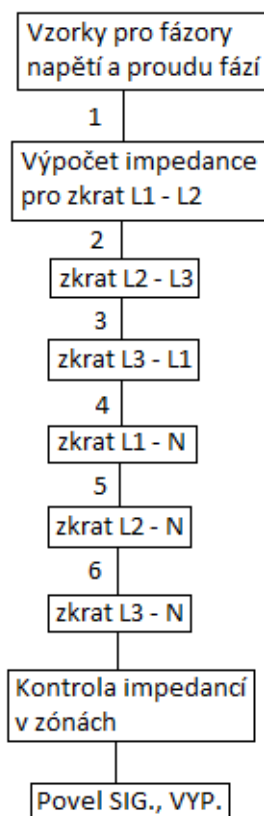 Vzorky pro fázory
napětí a proudu fází
1
Výpočet impedance
pro zkrat L1 - L2
2
zkrat L2 - L3
3
zkrat L3 - L1
4
zkrat L1 - N
5
zkrat L2 - N
6
zkrat L3 - N
Kontrola impedancí
v zónách
Povel SIG., VYP.